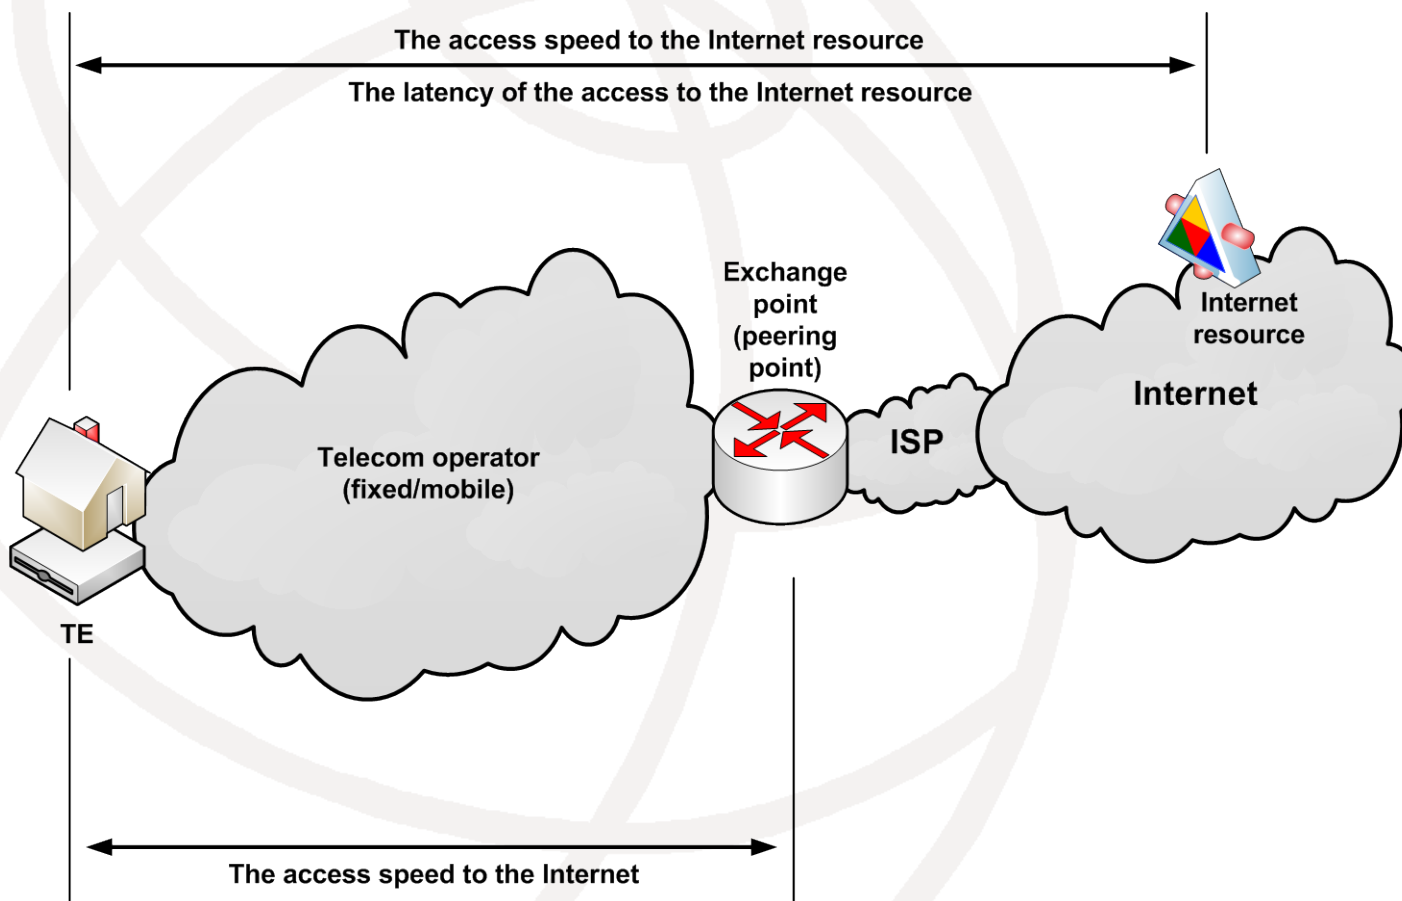 The access speed to the Internet resource
The latency of the access to the Internet resource
Exchange
point
(peering
point)
Internet
resource
Internet
ISP
Telecom operator
(fixed/mobile)
TE
The access speed to the Internet